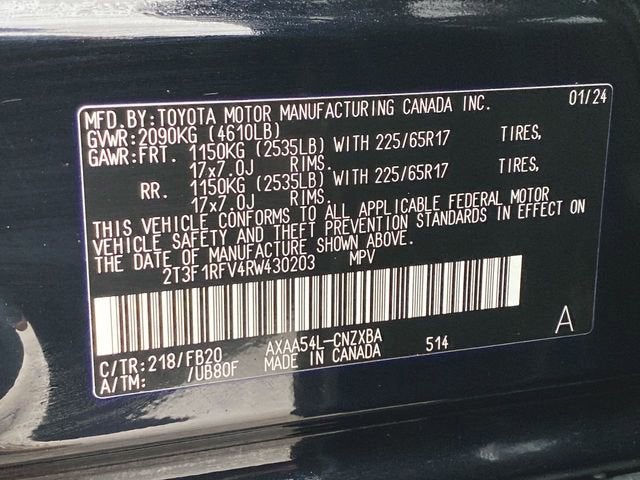 MFD.BY:TOYOTA MOTOR MANUFACTURING CANADA INC. 01/24
GVWR:2090KG (4610LB)
GAWR:FRT. 1150KG (2535LB) WITH 225/65R17 TIRES,
17x7.0J RIMS.
RR. 1150KG (2535LB) WITH 225/65R17 TIRES,
17x7.0J RIMS.
THIS VEHICLE CONFORMS TO ALL APPLICABLE FEDERAL MOTOR
VEHICLE SAFETY AND THEFT PREVENTION STANDARDS IN EFFECT ON
THE DATE OF MANUFACTURE SHOWN ABOVE.
2T3F1RFV4RW430203 MPV
A
C/TR:218/FB20 AXAA54L-CNZXBA 514
A/TM: /UB80F MADE IN CANADA